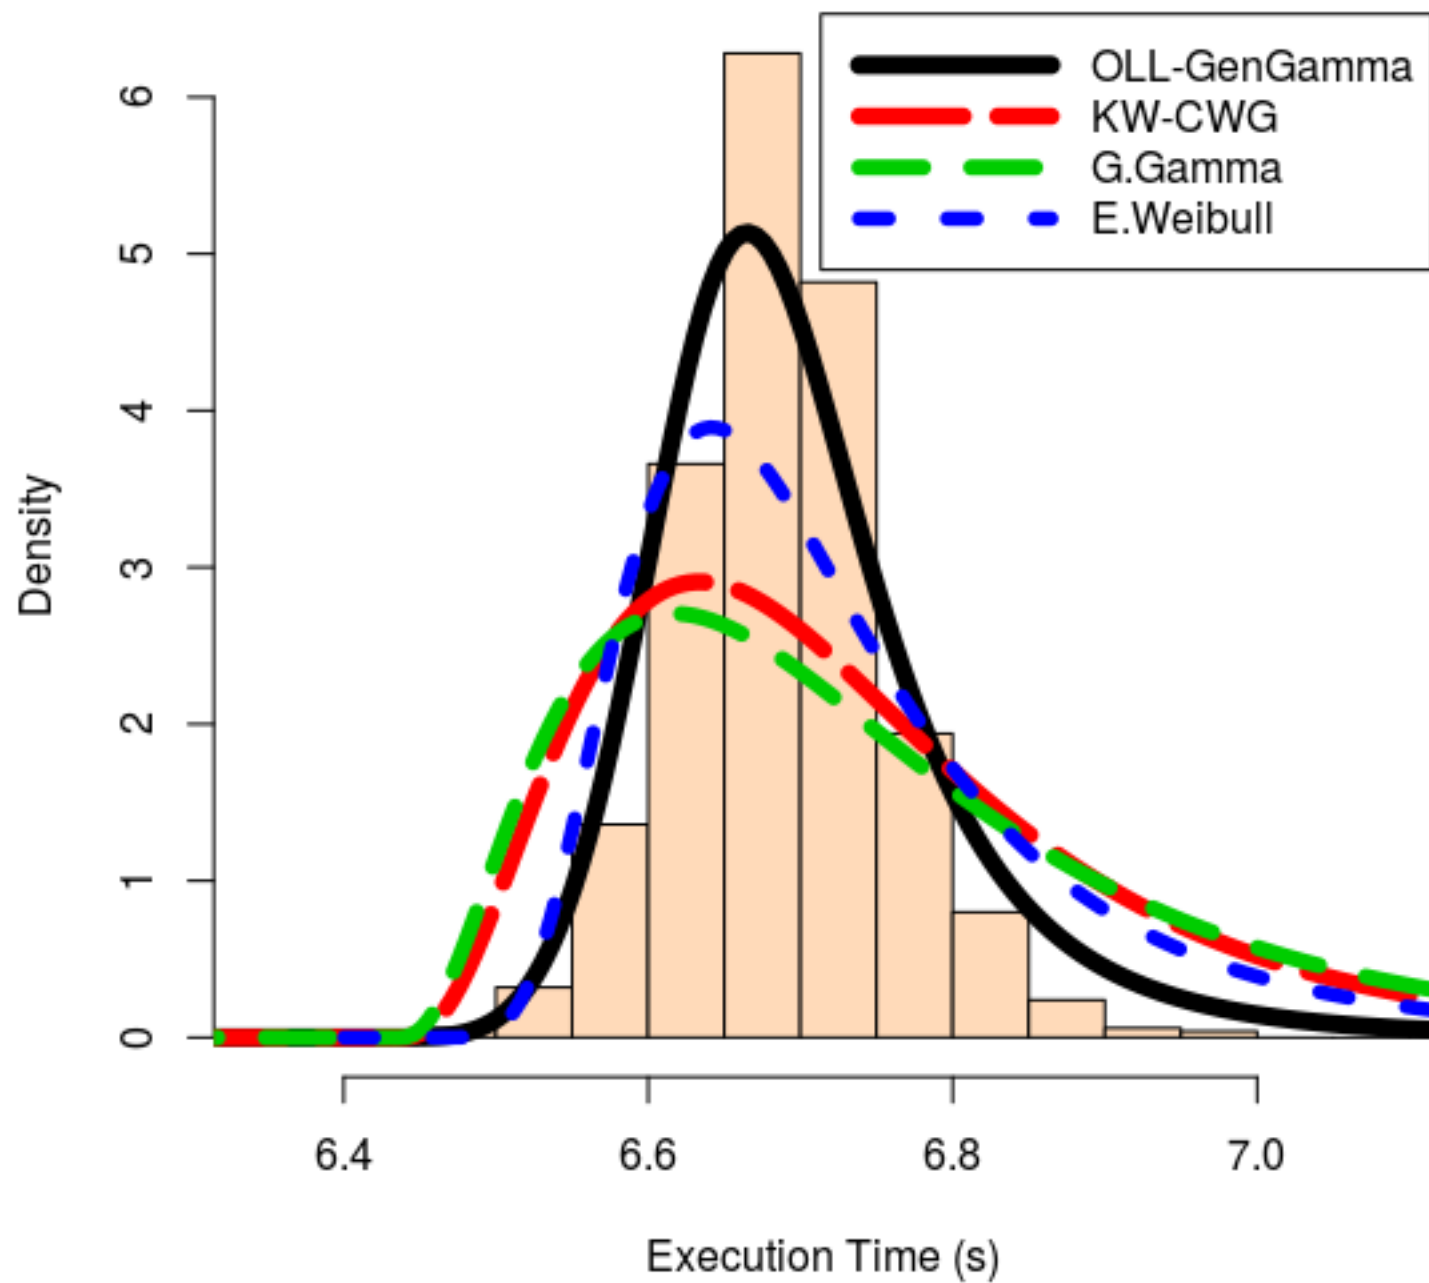 OLL-GenGamma
KW-CWG
G.Gamma
E.Weibull
Density
6
5
4
3
2
1
0
6.4 6.6 6.8 7.0
Execution Time (s)